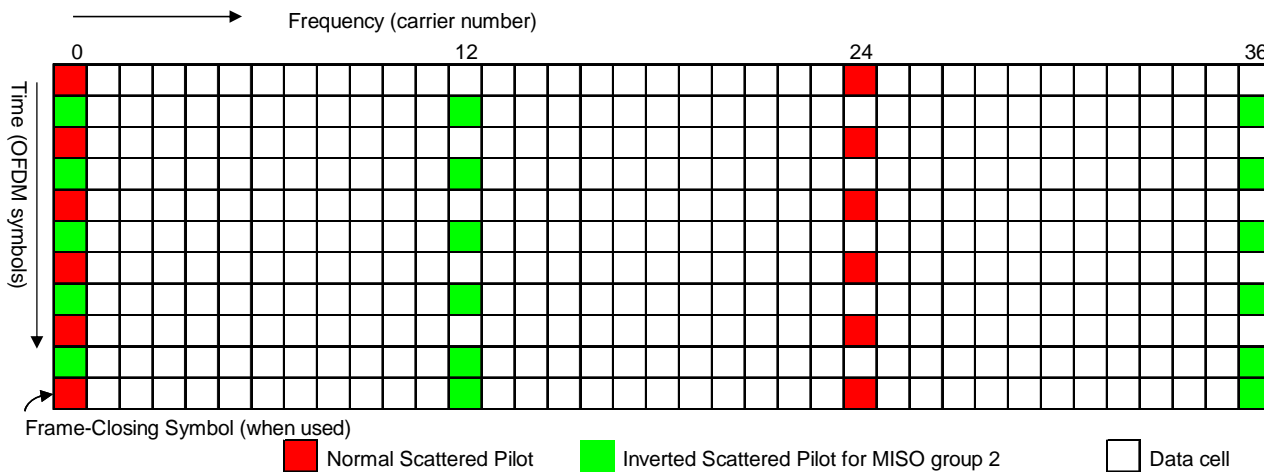 Frequency (carrier number)
0 12 24 36
Time (OFDM symbols)
Frame-Closing Symbol (when used)
Normal Scattered Pilot
Inverted Scattered Pilot for MISO group 2
Data cell